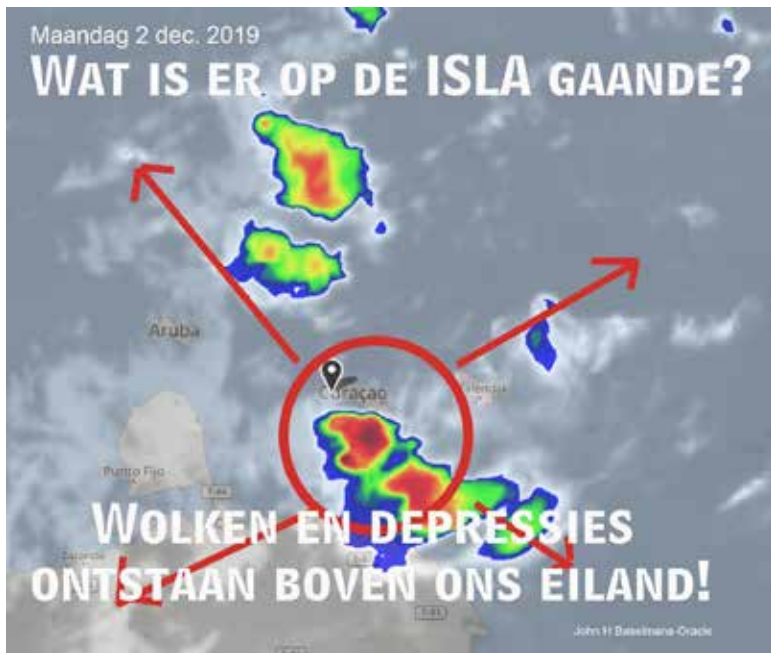 Maandag 2 dec. 2019
WAT IS ER OP DE ISLA GAANDE?
Aruba
Curaçao
Punto Fijo
WOLKEN EN DEPRESSIES
ONTSTAAN BOVEN ONS EILAND!
John H Baselmans-Oracle